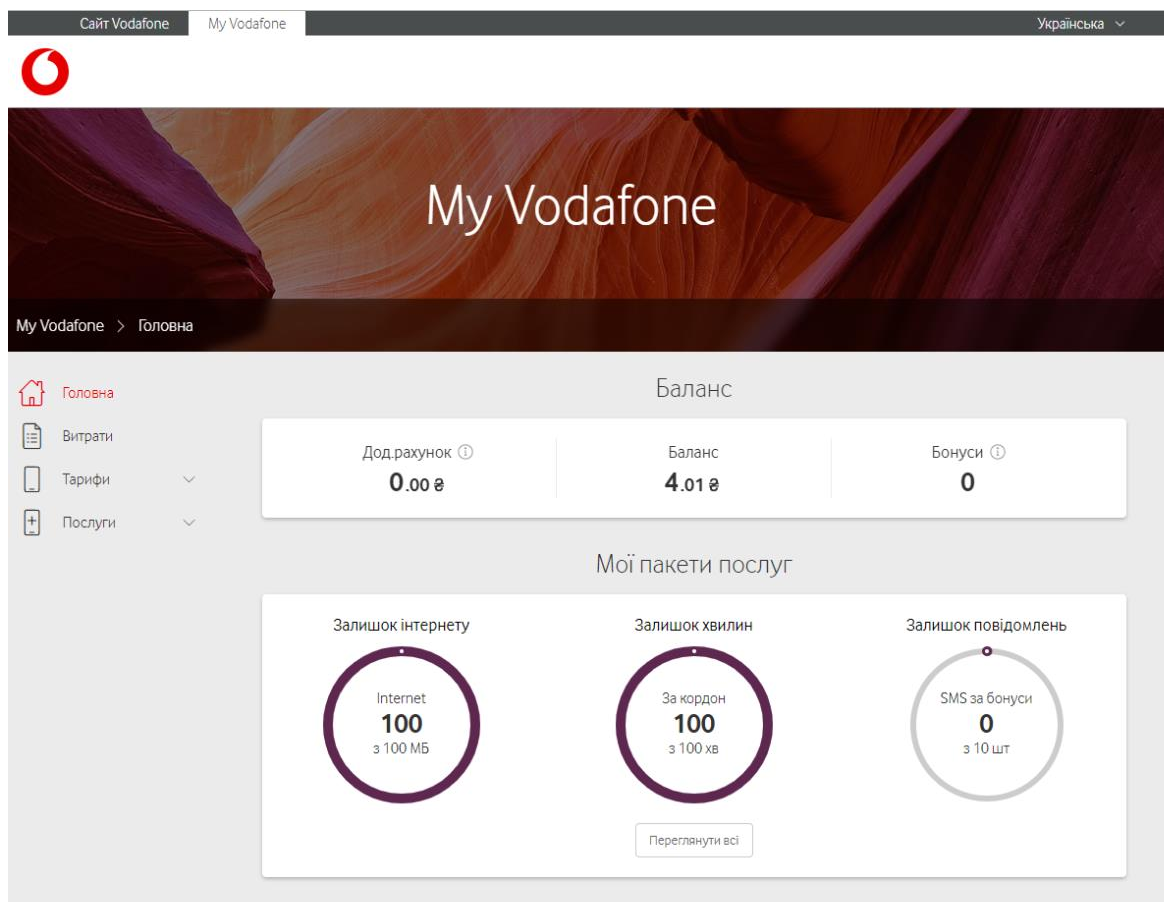 Сайт Vodafone
My Vodafone
Українська
My Vodafone
My Vodafone > Головна
Головна
Витрати
Тарифи
Послуги
Баланс
Дод.рахунок
0.00 ₴
Баланс
4.01 ₴
Бонуси
0
Мої пакети послуг
Залишок інтернету
Internet
100
з 100 МБ
Залишок хвилин
За кордон
100
з 100 хв
Залишок повідомлень
SMS за бонуси
0
з 10 шт
Переглянути всі